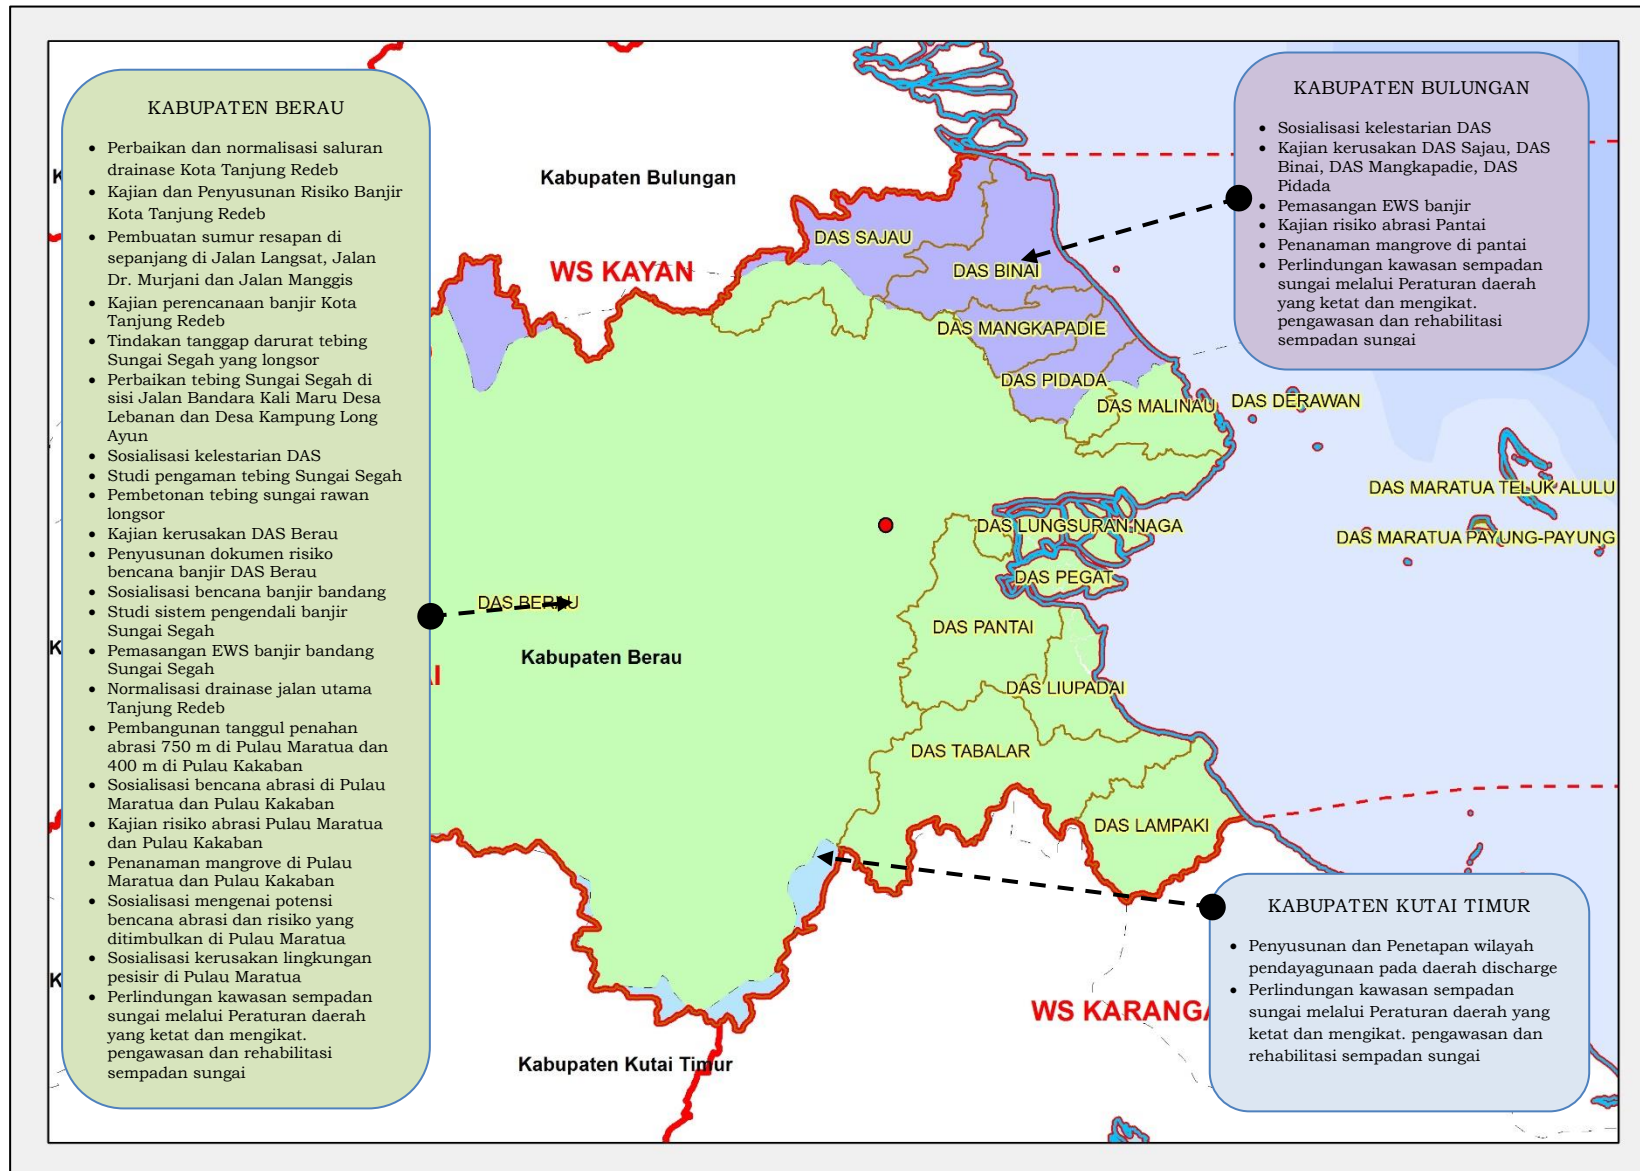 KABUPATEN BERAU
• Perbaikan dan normalisasi saluran
drainase Kota Tanjung Redeb
• Kajian dan Penyusunan Risiko Banjir
Kota Tanjung Redeb
• Pembuatan sumur resapan di
sepanjang di Jalan Langsat, Jalan
Dr. Murjani dan Jalan Manggis
• Kajian perencanaan banjir Kota
Tanjung Redeb
• Tindakan tanggap darurat tebing
Sungai Segah yang longsor
• Perbaikan tebing Sungai Segah di
sisi Jalan Bandara Kali Maru Desa
Lebanan dan Desa Kampung Long
Ayun
• Sosialisasi kelestarian DAS
• Studi pengaman tebing Sungai Segah
• Pembetonan tebing sungai rawan
longsor
• Kajian kerusakan DAS Berau
• Penyusunan dokumen risiko
bencana banjir DAS Berau
• Sosialisasi bencana banjir bandang
• Studi sistem pengendali banjir
Sungai Segah
• Pemasangan EWS banjir bandang
Sungai Segah
• Normalisasi drainase jalan utama
Tanjung Redeb
• Pembangunan tanggul penahan
abrasi 750 m di Pulau Maratua dan
400 m di Pulau Kakaban
• Sosialisasi bencana abrasi di Pulau
Maratua dan Pulau Kakaban
• Kajian risiko abrasi Pulau Maratua
dan Pulau Kakaban
• Penanaman mangrove di Pulau
Maratua dan Pulau Kakaban
• Sosialisasi mengenai potensi
bencana abrasi dan risiko yang
ditimbulkan di Pulau Maratua
• Sosialisasi kerusakan lingkungan
pesisir di Pulau Maratua
• Perlindungan kawasan sempadan
sungai melalui Peraturan daerah
yang ketat dan mengikat.
pengawasan dan rehabilitasi
sempadan sungai
KABUPATEN BULUNGAN
• Sosialisasi kelestarian DAS
• Kajian kerusakan DAS Sajau, DAS
Binai, DAS Mangkapadie, DAS
Pidada
• Pemasangan EWS banjir
• Kajian risiko abrasi Pantai
• Penanaman mangrove di pantai
• Perlindungan kawasan sempadan
sungai melalui Peraturan daerah
yang ketat dan mengikat.
pengawasan dan rehabilitasi
sempadan sungai
Kabupaten Bulungan
DAS SAJAU
WS KAYAN
DAS BINAI
DAS MANGKAPADIE
DAS PIDADA
DAS MALINAU
DAS DERAWAN
DAS MARATUA TELUK ALULU
DAS LUNGSURAN NAGA
DAS MARATUA PAYUNG-PAYUNG
DAS PEGAT
DAS BERAU
DAS PANTAI
Kabupaten Berau
DAS LIUPADAI
DAS TABALAR
DAS LAMPAKI
WS KARANGA
Kabupaten Kutai Timur
KABUPATEN KUTAI TIMUR
• Penyusunan dan Penetapan wilayah
pendayagunaan pada daerah discharge
• Perlindungan kawasan sempadan
sungai melalui Peraturan daerah yang
ketat dan mengikat. pengawasan dan
rehabilitasi sempadan sungai